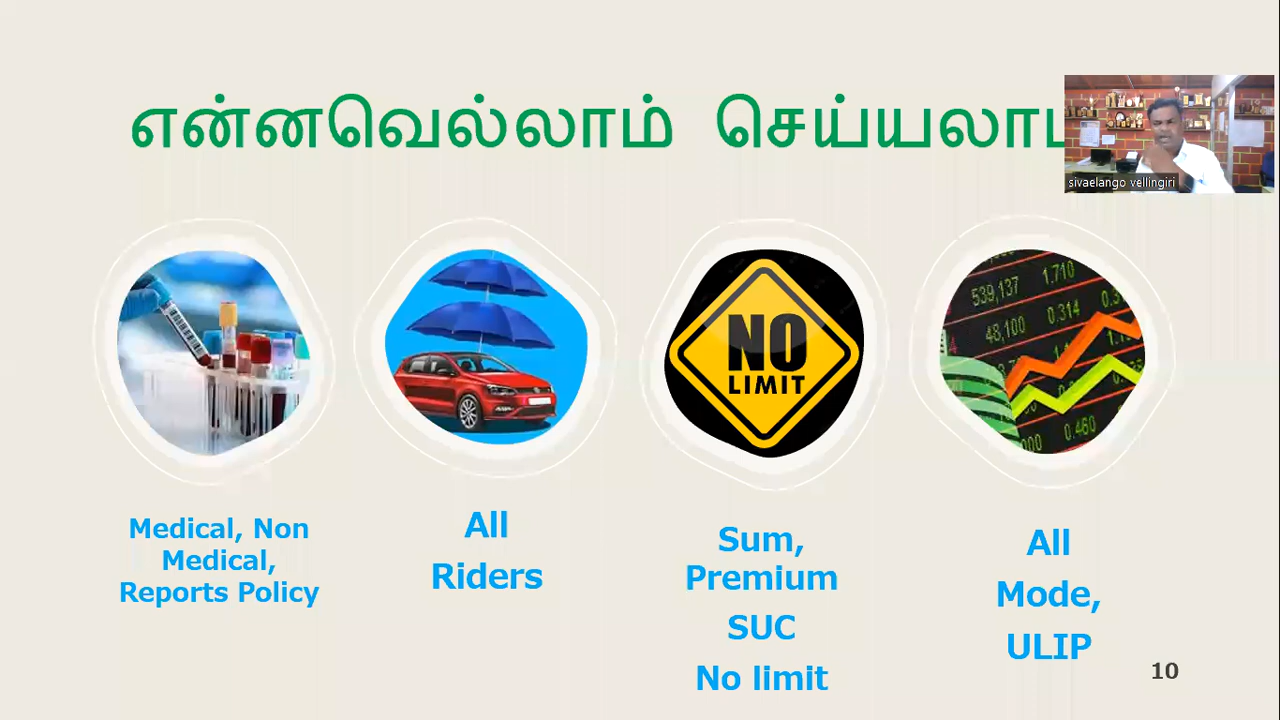 என்னவெல்லாம் செய்யலாம்
sivaelango vellingiri
539,137 1.710
48,100 0.314
0.460
NO
LIMIT
Medical, Non
Medical,
Reports Policy
All
Riders
Sum,
Premium
SUC
No limit
All
Mode,
ULIP
10